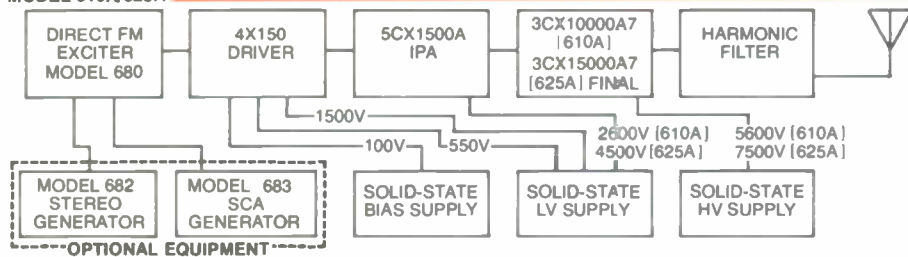 DIRECT FM
EXCITER
MODEL 680
4X150
DRIVER
5CX1500A
IPA
3CX10000A7
[610A]
3CX15000A7
[625A] FINAL
HARMONIC
FILTER
1500V
100V
550V
2600V [610A]
4500V [625A]
5600V [610A]
7500V [625A]
MODEL 682
STEREO
GENERATOR
MODEL 683
SCA
GENERATOR
SOLID-STATE
BIAS SUPPLY
SOLID-STATE
LV SUPPLY
SOLID-STATE
HV SUPPLY
OPTIONAL EQUIPMENT